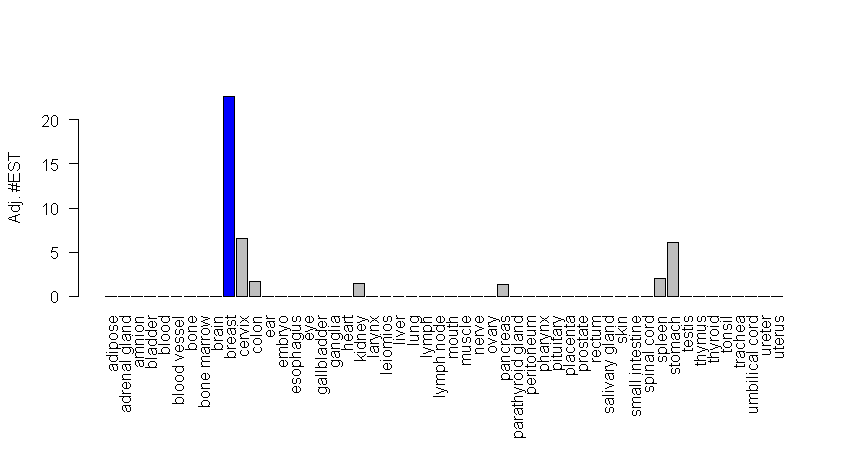 Adj. #EST
20
15
10
5
0
adipose
adrenal gland
amnion
bladder
blood
blood vessel
bone
bone marrow
brain
breast
cervix
colon
ear
embryo
esophagus
eye
gallbladder
ganglia
heart
kidney
larynx
leiomios
liver
lung
lymph
lymph node
mouth
muscle
nerve
ovary
pancreas
parathyroid gland
peritoneum
pharynx
pituitary
placenta
prostate
rectum
salivary gland
skin
small intestine
spinal cord
spleen
stomach
testis
thymus
thyroid
tonsil
trachea
umbilical cord
ureter
uterus